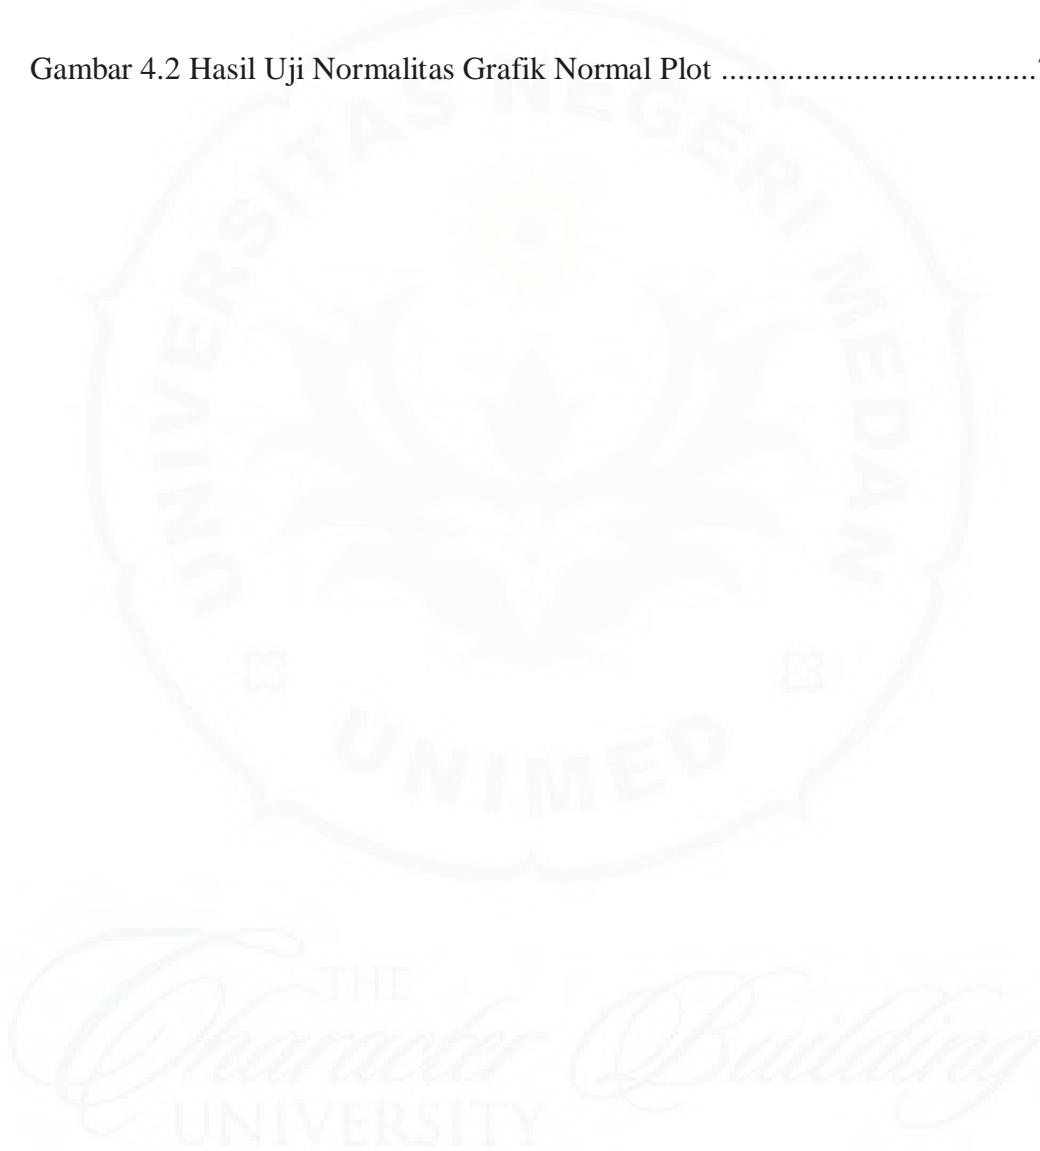 Gambar 4.2 Hasil Uji Normalitas Grafik Normal Plot ......................................
UNIVERSITAS NEGERI MEDAN
UNIMED
THE
Character Building
UNIVERSITY